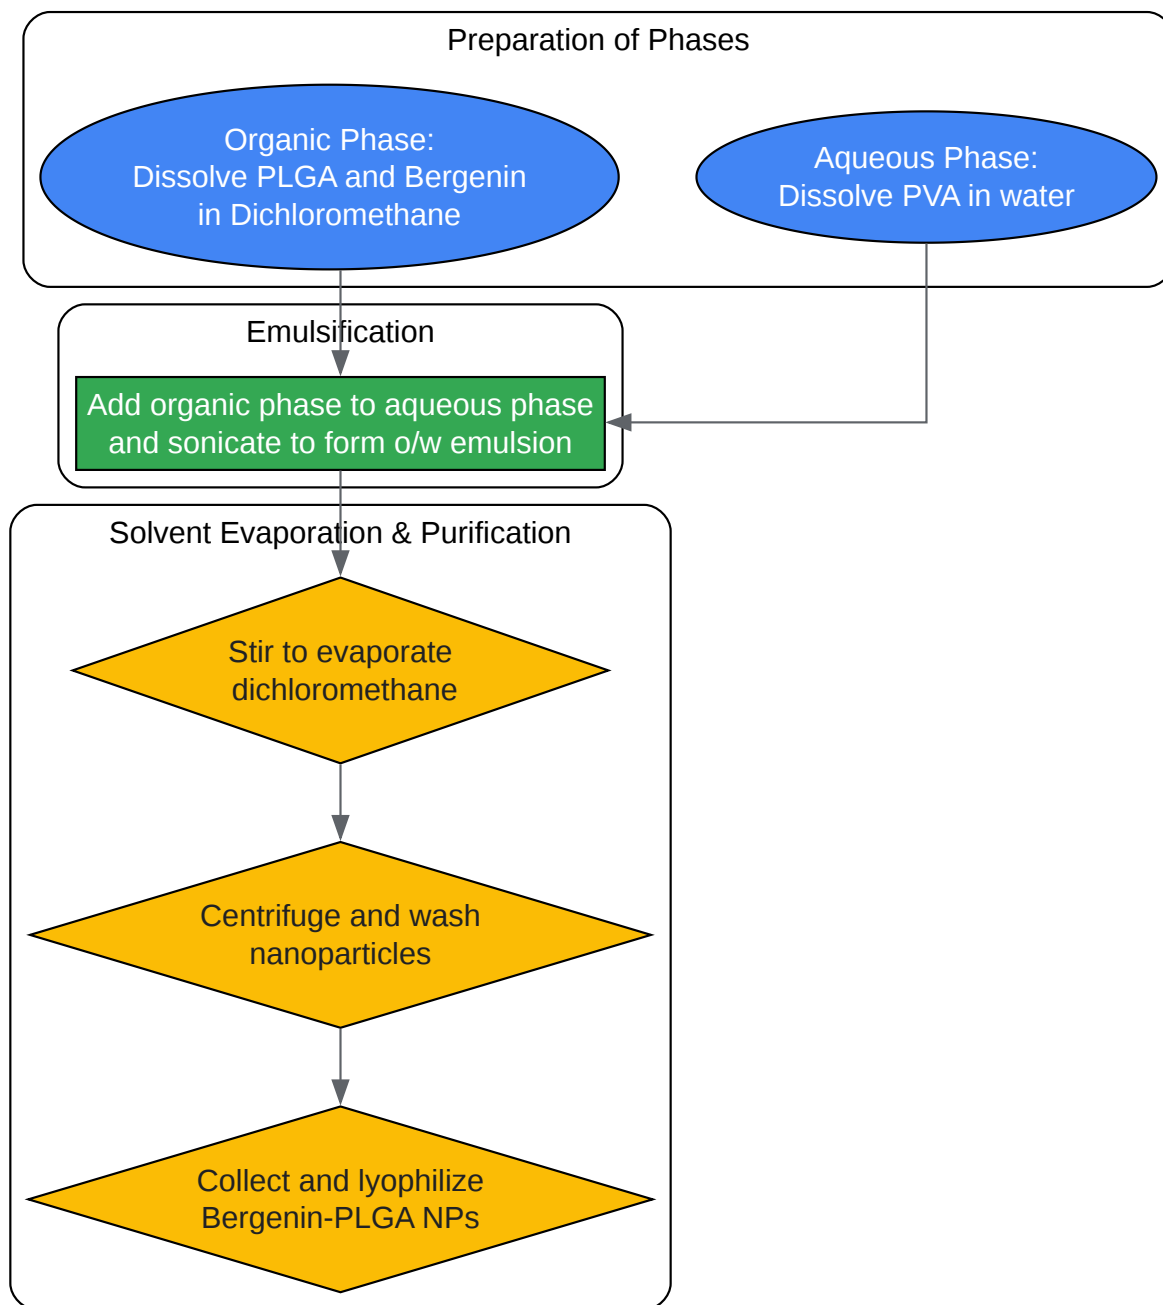 Preparation of Phases
Organic Phase:
Dissolve PLGA and Bergenin
in Dichloromethane
Aqueous Phase:
Dissolve PVA in water
Emulsification
Add organic phase to aqueous phase
and sonicate to form o/w emulsion
Solvent Evaporation & Purification
Stir to evaporate
dichloromethane
Centrifuge and wash
nanoparticles
Collect and lyophilize
Bergenin-PLGA NPs